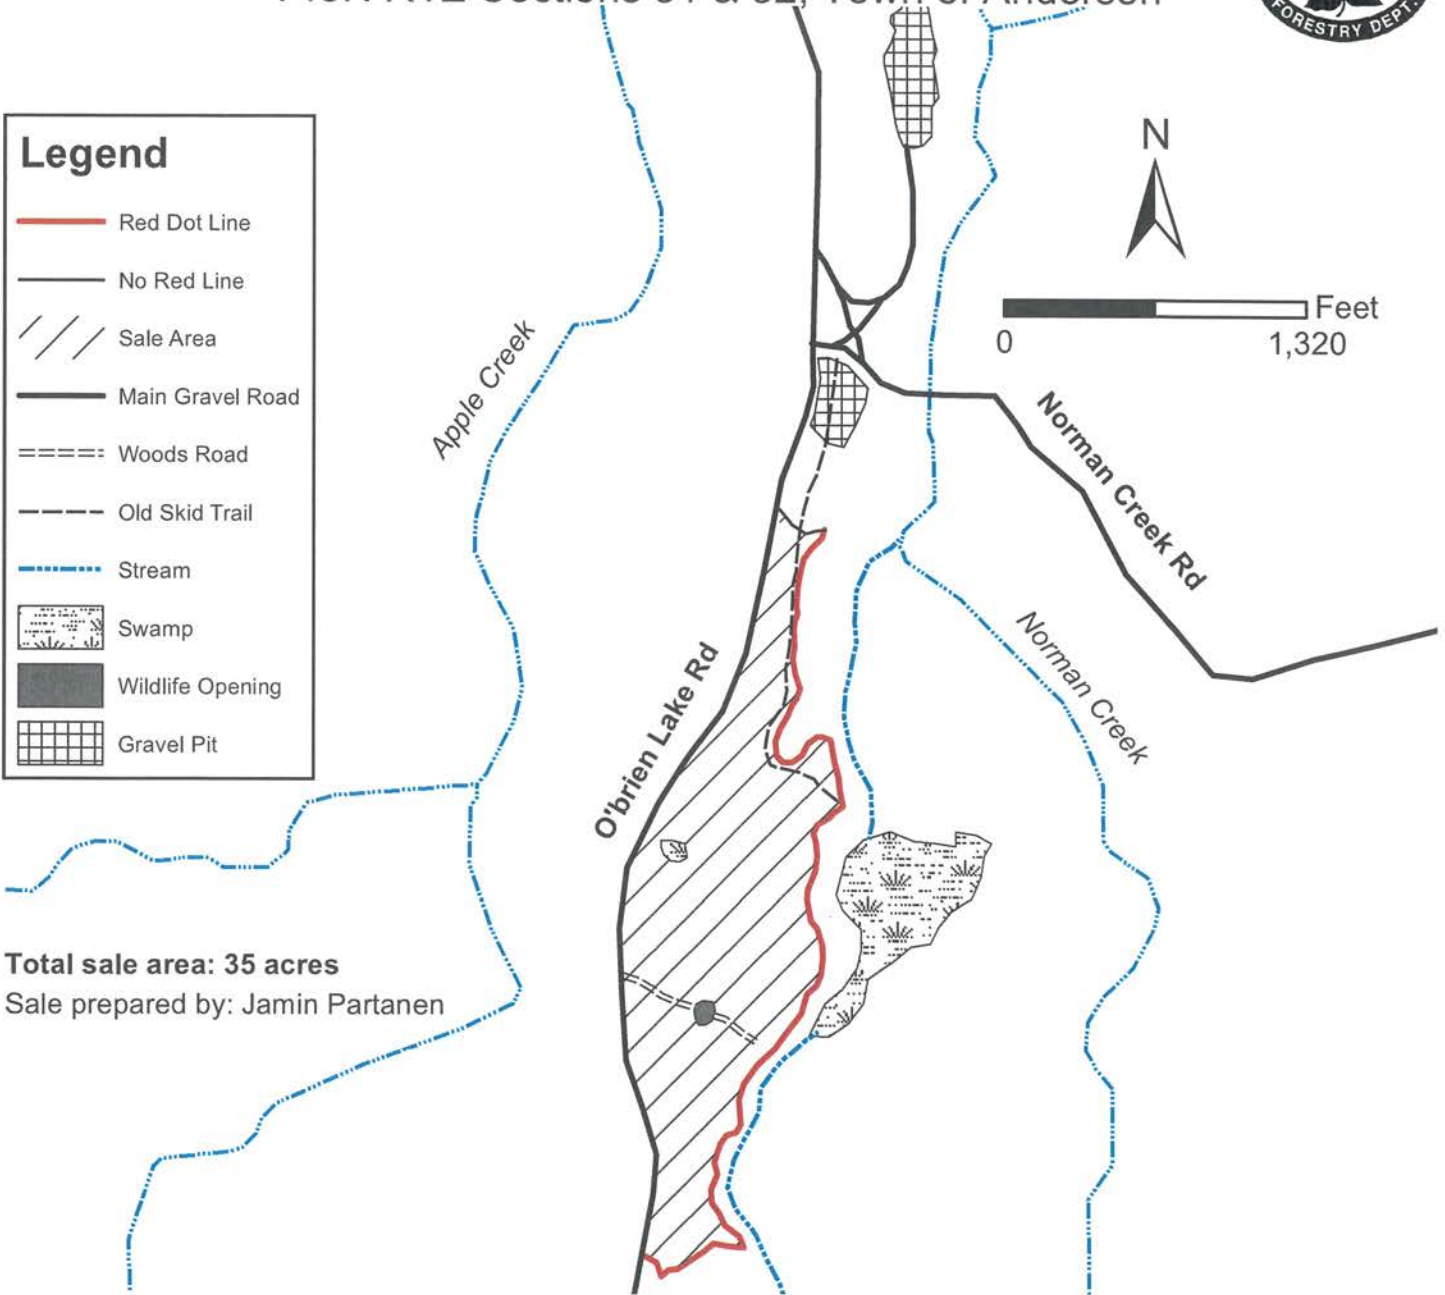 FORESTRY DEPT.
Legend
Red Dot Line
No Red Line
Sale Area
Main Gravel Road
Woods Road
Old Skid Trail
Stream
Swamp
Wildlife Opening
Gravel Pit
N
Feet
0 1,320
Apple Creek
Norman Creek Rd
Norman Creek
O'brien Lake Rd
Total sale area: 35 acres
Sale prepared by: Jamin Partanen